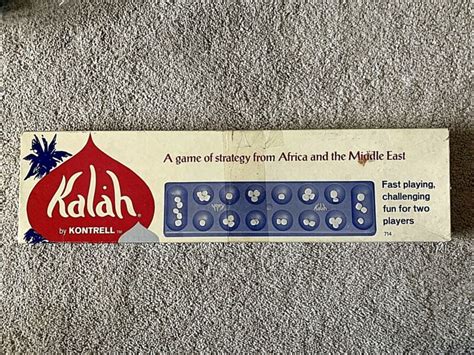 A game of strategy from Africa and the Middle East
Kalah
by KONTRELL™
Fast playing,
challenging
fun for two
players
714